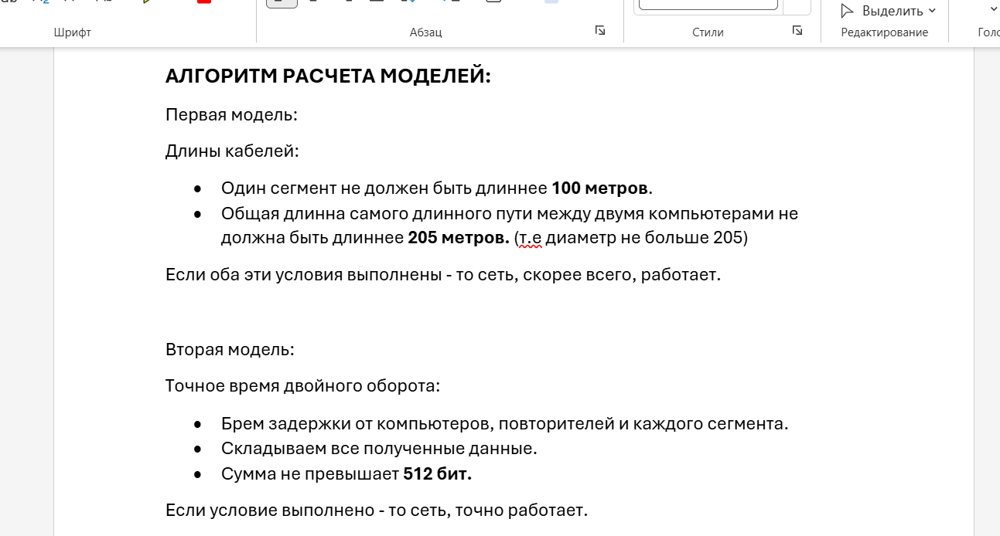 Выделить
Шрифт
Абзац
Стили
Редактирование
АЛГОРИТМ РАСЧЕТА МОДЕЛЕЙ:
Первая модель:
Длины кабелей:
● Один сегмент не должен быть длиннее 100 метров.
● Общая длинна самого длинного пути между двумя компьютерами не
должна быть длиннее 205 метров. (т.е диаметр не больше 205)
Если оба эти условия выполнены - то сеть, скорее всего, работает.
Вторая модель:
Точное время двойного оборота:
● Брем задержки от компьютеров, повторителей и каждого сегмента.
● Складываем все полученные данные.
● Сумма не превышает 512 бит.
Если условие выполнено - то сеть, точно работает.